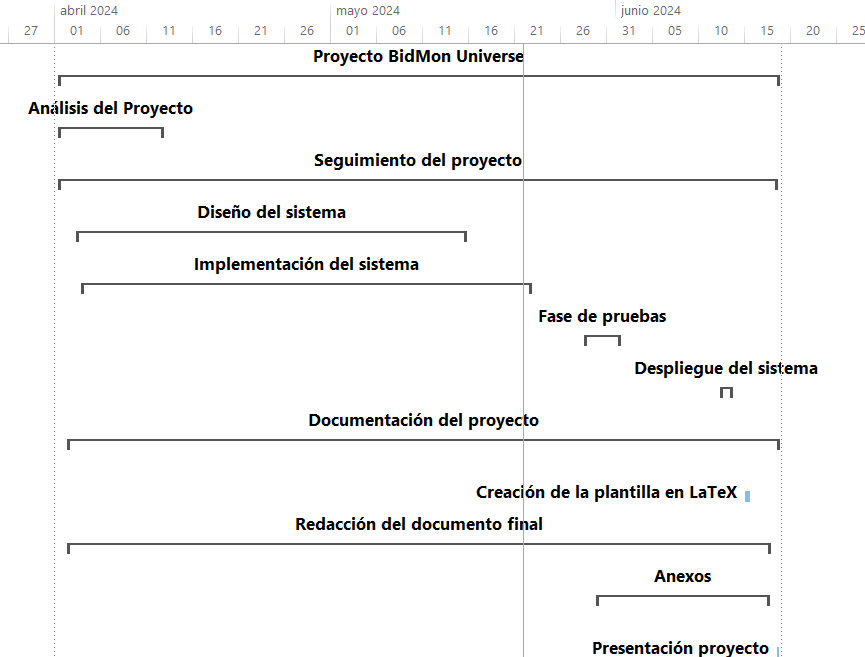 abril 2024 mayo 2024 junio 2024
27 01 06 11 16 21 26 01 06 11 16 21 26 31 05 10 15 20 25
Proyecto BidMon Universe
Análisis del Proyecto
Seguimiento del proyecto
Diseño del sistema
Implementación del sistema
Fase de pruebas
Despliegue del sistema
Documentación del proyecto
Creación de la plantilla en LaTeX
Redacción del documento final
Anexos
Presentación proyecto